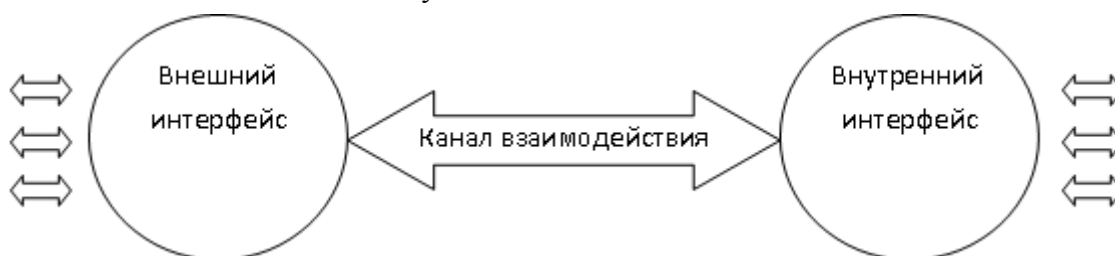 Внешний
интерфейс
Канал взаимодействия
Внутренний
интерфейс